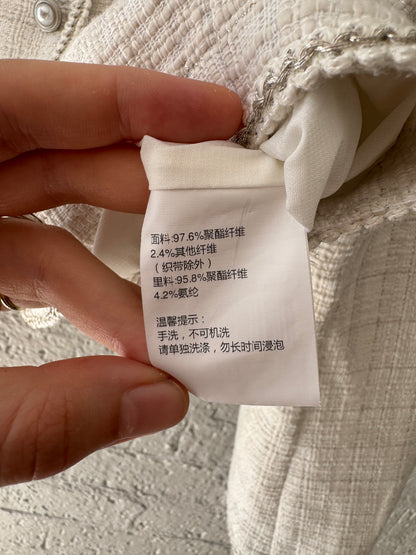 面料:97.6%聚酯纤维
2.4%其他纤维
（织带除外）
里料:95.8%聚酯纤维
4.2%氨纶
温馨提示：
手洗，不可机洗
请单独洗涤，勿长时间浸泡